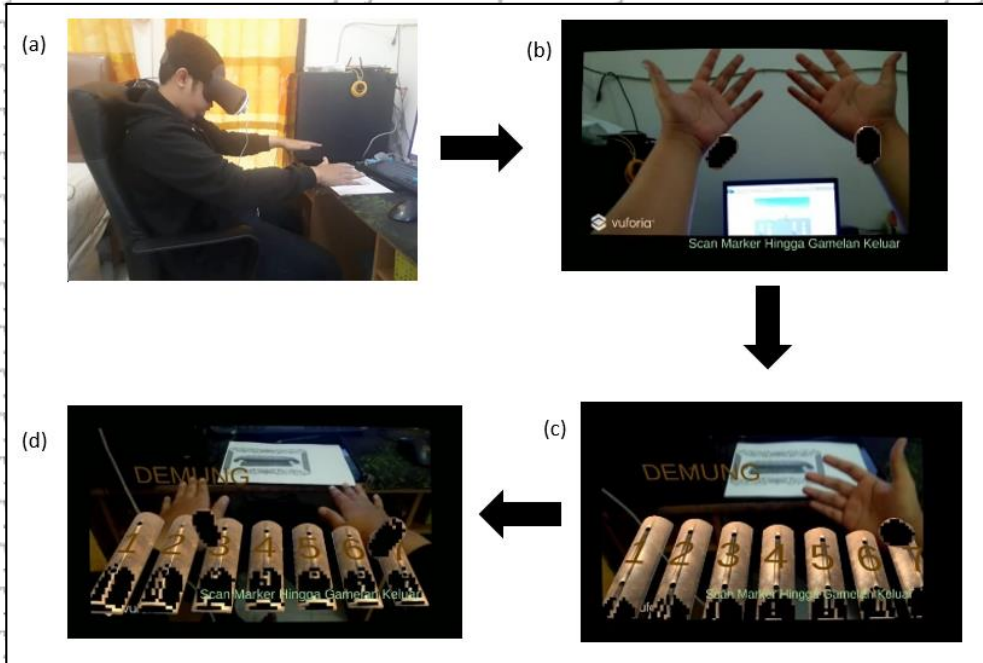 (a)
(b)
vuforia
Scan Marker Hingga Gamelan Keluar
(d)
DEMUNG
1 2 3 4 5 6 7
Scan Marker Hingga Gamelan Keluar
(c)
DEMUNG
1 2 3 4 5 6 7
Scan Marker Hingga Gamelan Keluar